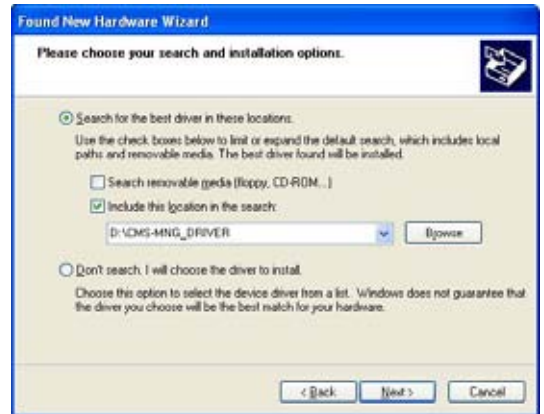 Found New Hardware Wizard
Please choose your search and installation options.
Search for the best driver in these locations.
Use the check boxes below to limit or expand the default search, which includes local
paths and removable media. The best driver found will be installed.
Search removable media (floppy, CD-ROM...)
Include this location in the search:
D:\CMS-MNG_DRIVER
Browse
Don't search. I will choose the driver to install.
Choose this option to select the device driver from a list. Windows does not guarantee that
the driver you choose will be the best match for your hardware.
< Back
Next >
Cancel